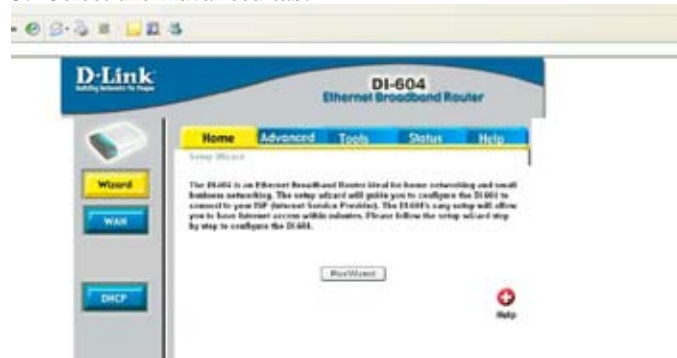 D-Link
Building Networks for People
DI-604
Ethernet Broadband Router
Home Advanced Tools Status Help
Setup Wizard
Wizard
The DI-604 is an Ethernet Broadband Router ideal for home networking and small
business networking. The setup wizard will guide you to configure the DI-604 to
connect to your ISP (Internet Service Provider). The DI-604's easy setup will allow
you to have Internet access within minutes. Please follow the setup wizard step
by step to configure the DI-604.
WAN
Run Wizard
DHCP
Help